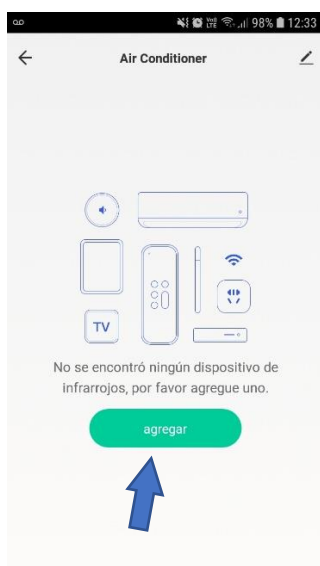 98% 12:33
Air Conditioner
TV
No se encontró ningún dispositivo de
infrarrojos, por favor agregue uno.
agregar